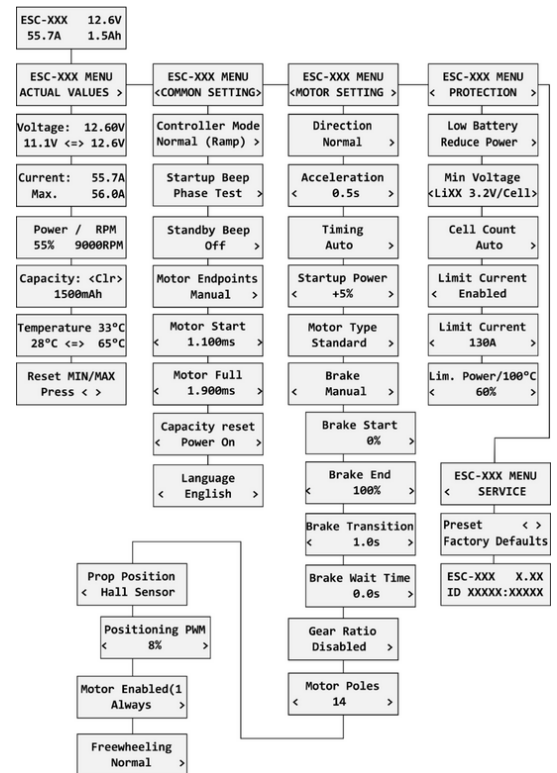 ESC-XXX 12.6V
55.7A 1.5Ah
ESC-XXX MENU
ACTUAL VALUES >
Voltage: 12.60V
11.1V <=> 12.6V
Current: 55.7A
Max. 56.0A
Power / RPM
55% 9000RPM
Capacity: <Clr>
1500mAh
Temperature 33°C
28°C <=> 65°C
Reset MIN/MAX
Press < >
ESC-XXX MENU
<COMMON SETTING>
Controller Mode
Normal (Ramp) >
Startup Beep
Phase Test >
Standby Beep
Off >
Motor Endpoints
Manual >
Motor Start
< 1.100ms >
Motor Full
< 1.900ms >
Capacity reset
< Power On >
Language
< English >
ESC-XXX MENU
<MOTOR SETTING >
Direction
Normal >
Acceleration
< 0.5s >
Timing
Auto >
Startup Power
< +5% >
Motor Type
Standard >
Brake
< Manual >
Brake Start
0% >
Brake End
< 100% >
Brake Transition
< 1.0s >
Brake Wait Time
0.0s >
Gear Ratio
Disabled >
Motor Poles
< 14 >
Prop Position
< Hall Sensor
Positioning PWM
< 8% >
Motor Enabled(1
Always >
Freewheeling
Normal >
ESC-XXX MENU
< PROTECTION >
Low Battery
Reduce Power >
Min Voltage
<LiXX 3.2V/Cell>
Cell Count
Auto >
Limit Current
< Enabled
Limit Current
< 130A >
Lim. Power/100°C
< 60% >
ESC-XXX MENU
< SERVICE
Preset < >
Factory Defaults
ESC-XXX X.XX
ID XXXXX:XXXXX